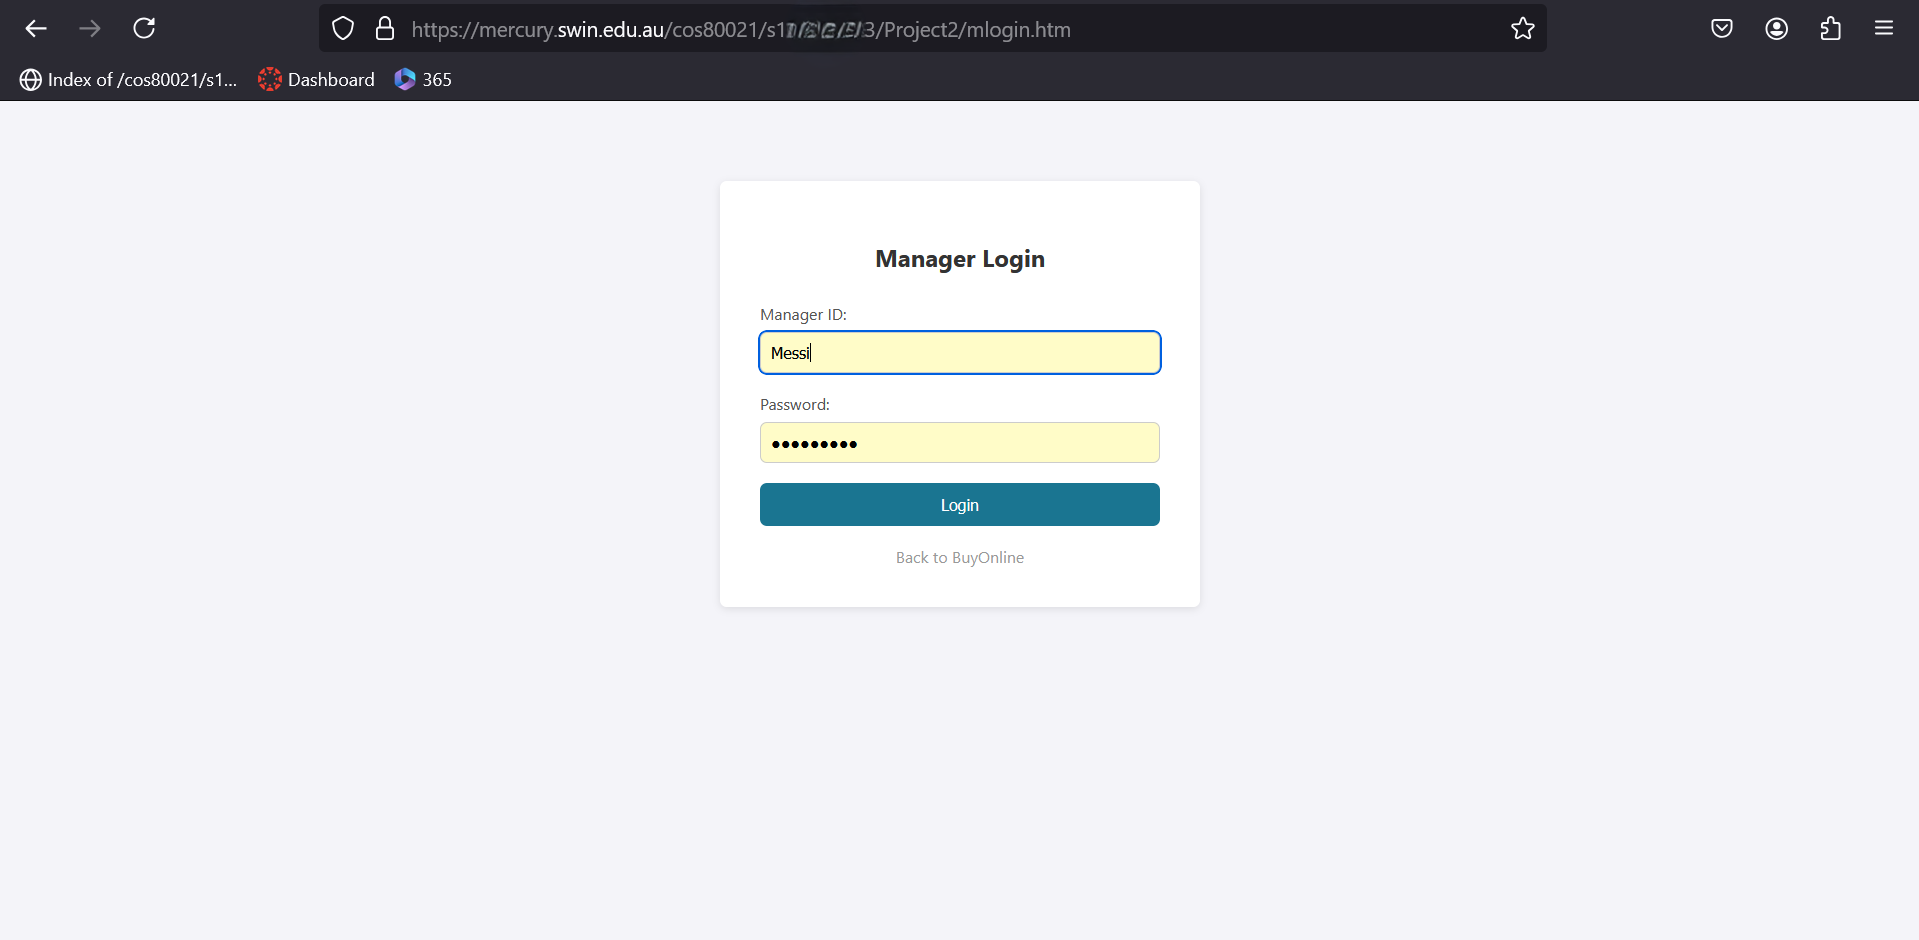 https://mercury.swin.edu.au/cos80021/s1 3/Project2/mlogin.htm
Index of /cos80021/s1...
Dashboard
365
Manager Login
Manager ID:
Messi
Password:
•••••••••
Login
Back to BuyOnline